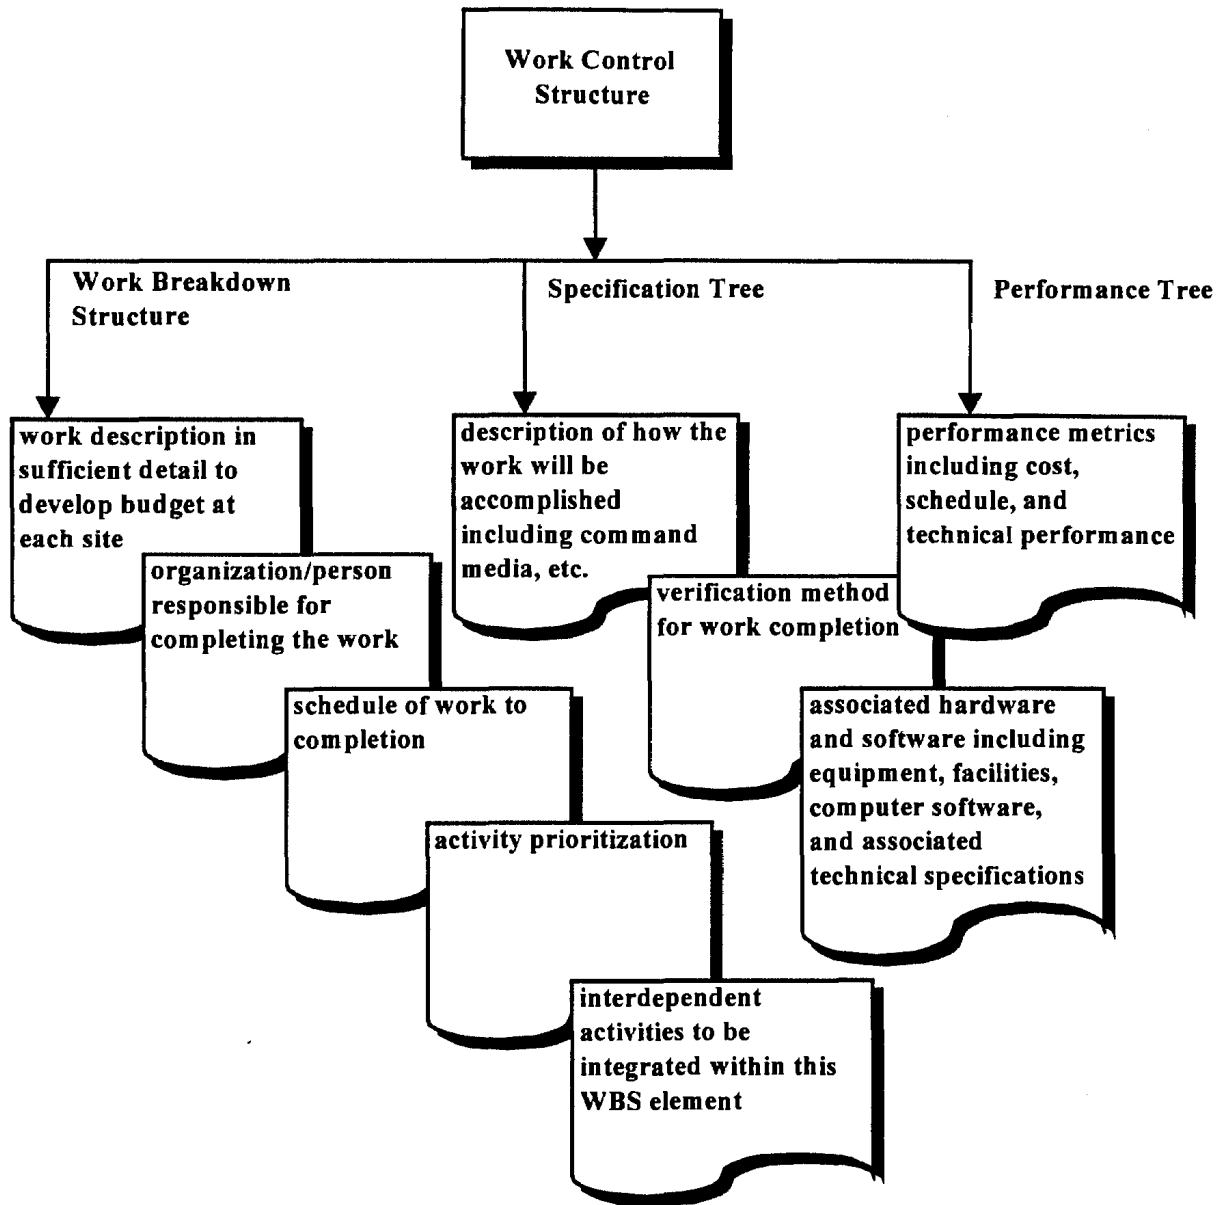 Work Control
Structure
Work Breakdown
Structure
Specification Tree
Performance Tree
work description in
sufficient detail to
develop budget at
each site
organization/person
responsible for
completing the work
schedule of work to
completion
activity prioritization
interdependent
activities to be
integrated within this
WBS element
description of how the
work will be
accomplished
including command
media, etc.
verification method
for work completion
associated hardware
and software including
equipment, facilities,
computer software,
and associated
technical specifications
performance metrics
including cost,
schedule, and
technical performance